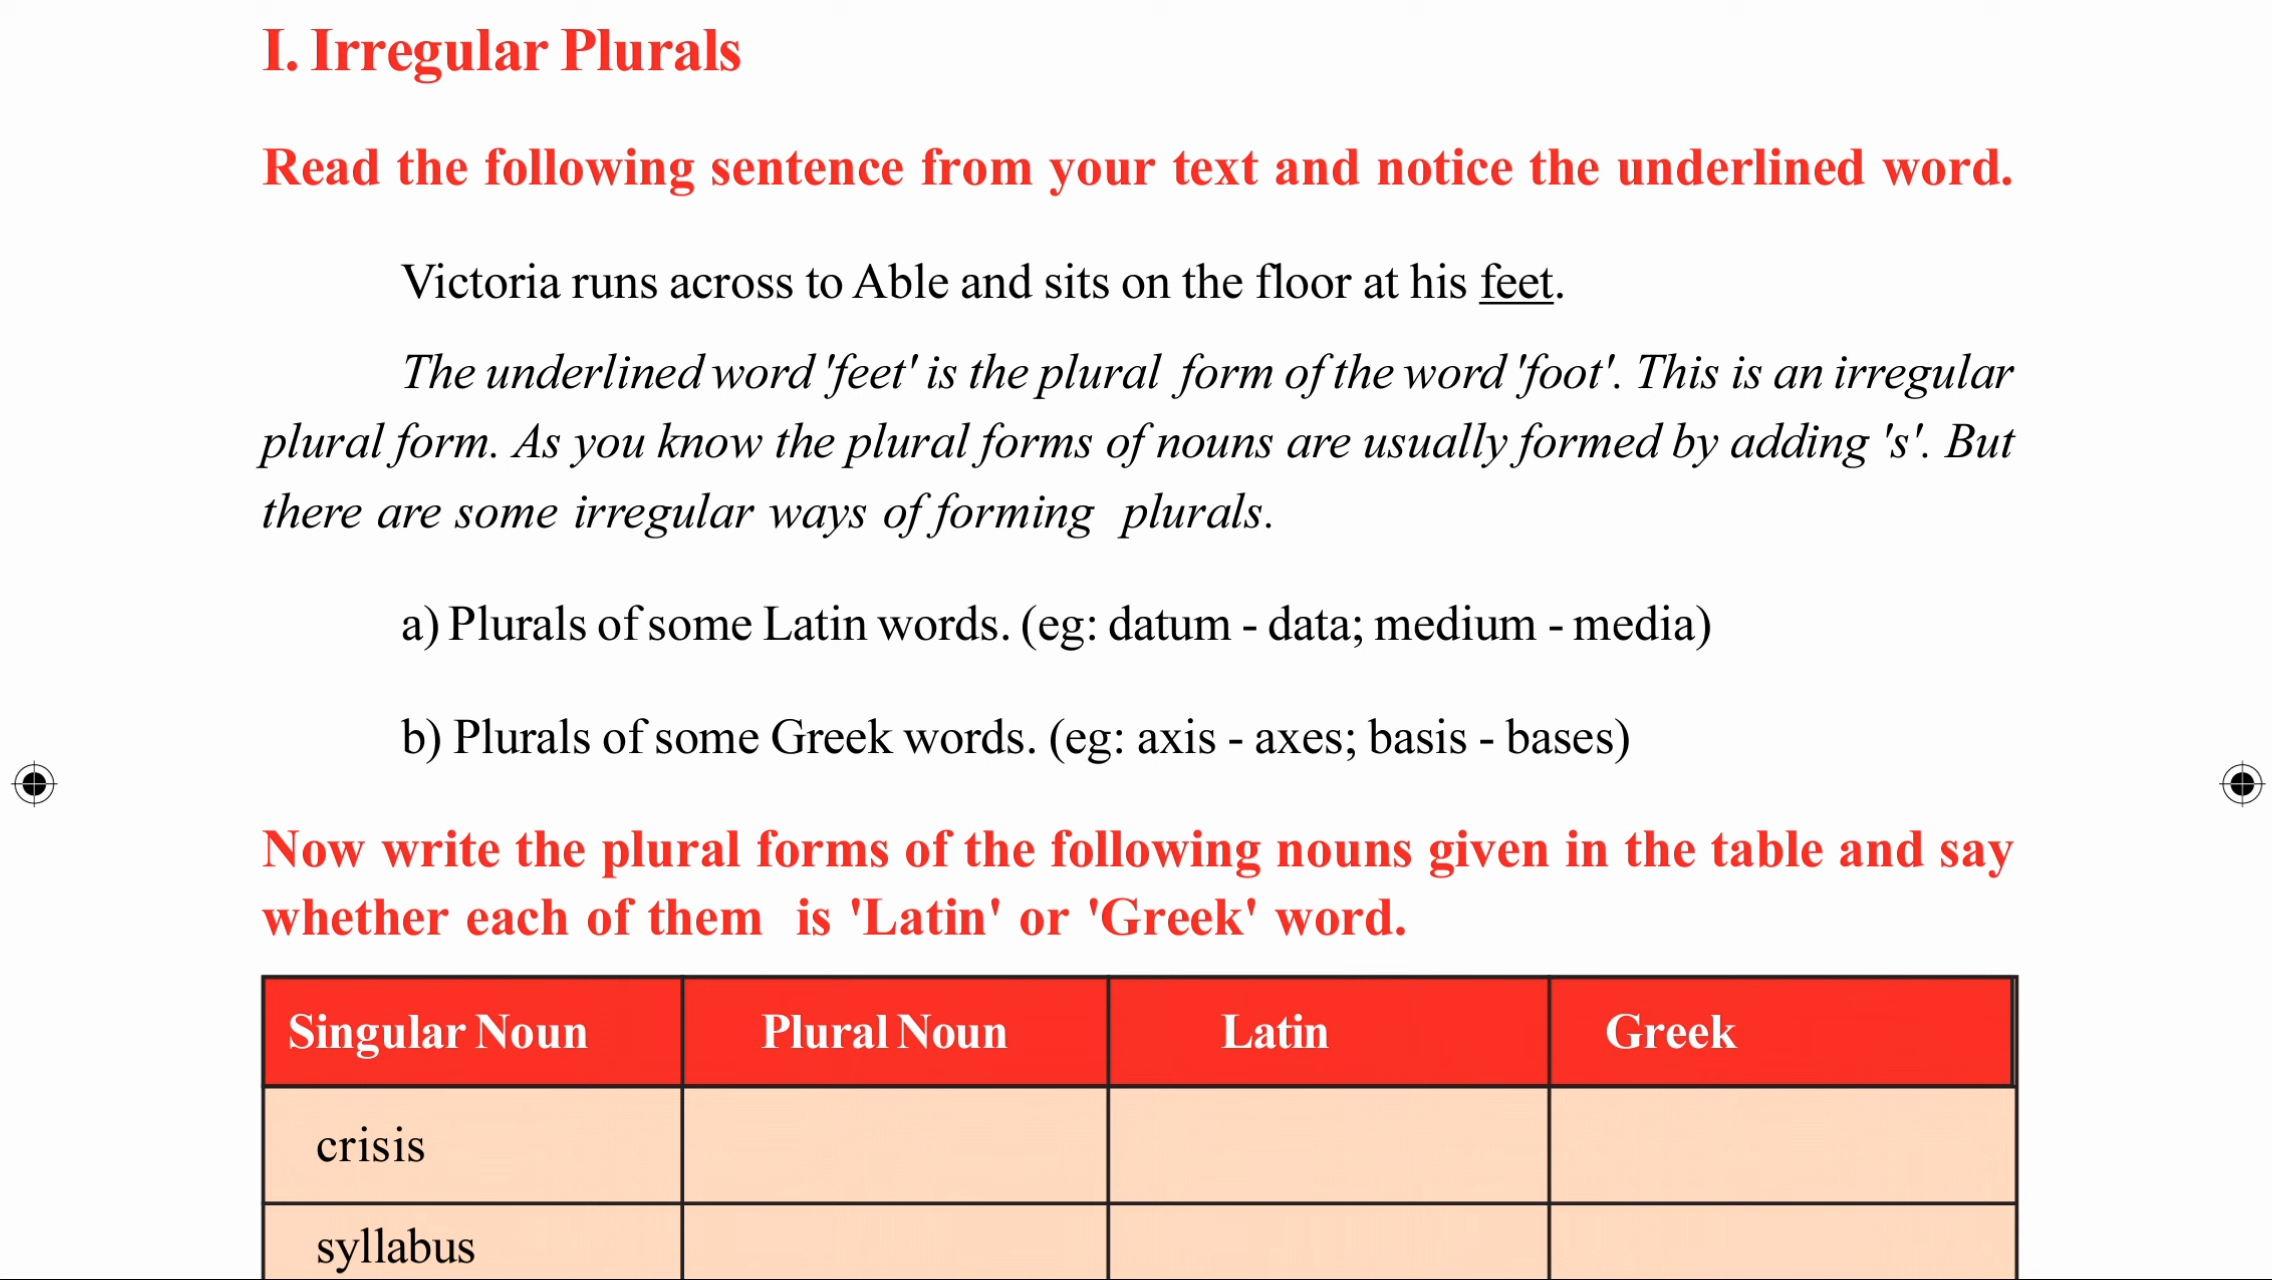 I. Irregular Plurals
Read the following sentence from your text and notice the underlined word.
Victoria runs across to Able and sits on the floor at his feet.
The underlined word 'feet' is the plural form of the word 'foot'. This is an irregular
plural form. As you know the plural forms of nouns are usually formed by adding 's'. But
there are some irregular ways of forming plurals.
a) Plurals of some Latin words. (eg: datum - data; medium - media)
b) Plurals of some Greek words. (eg: axis - axes; basis - bases)
Now write the plural forms of the following nouns given in the table and say
whether each of them is 'Latin' or 'Greek' word.
Singular Noun Plural Noun Latin Greek
crisis
syllabus